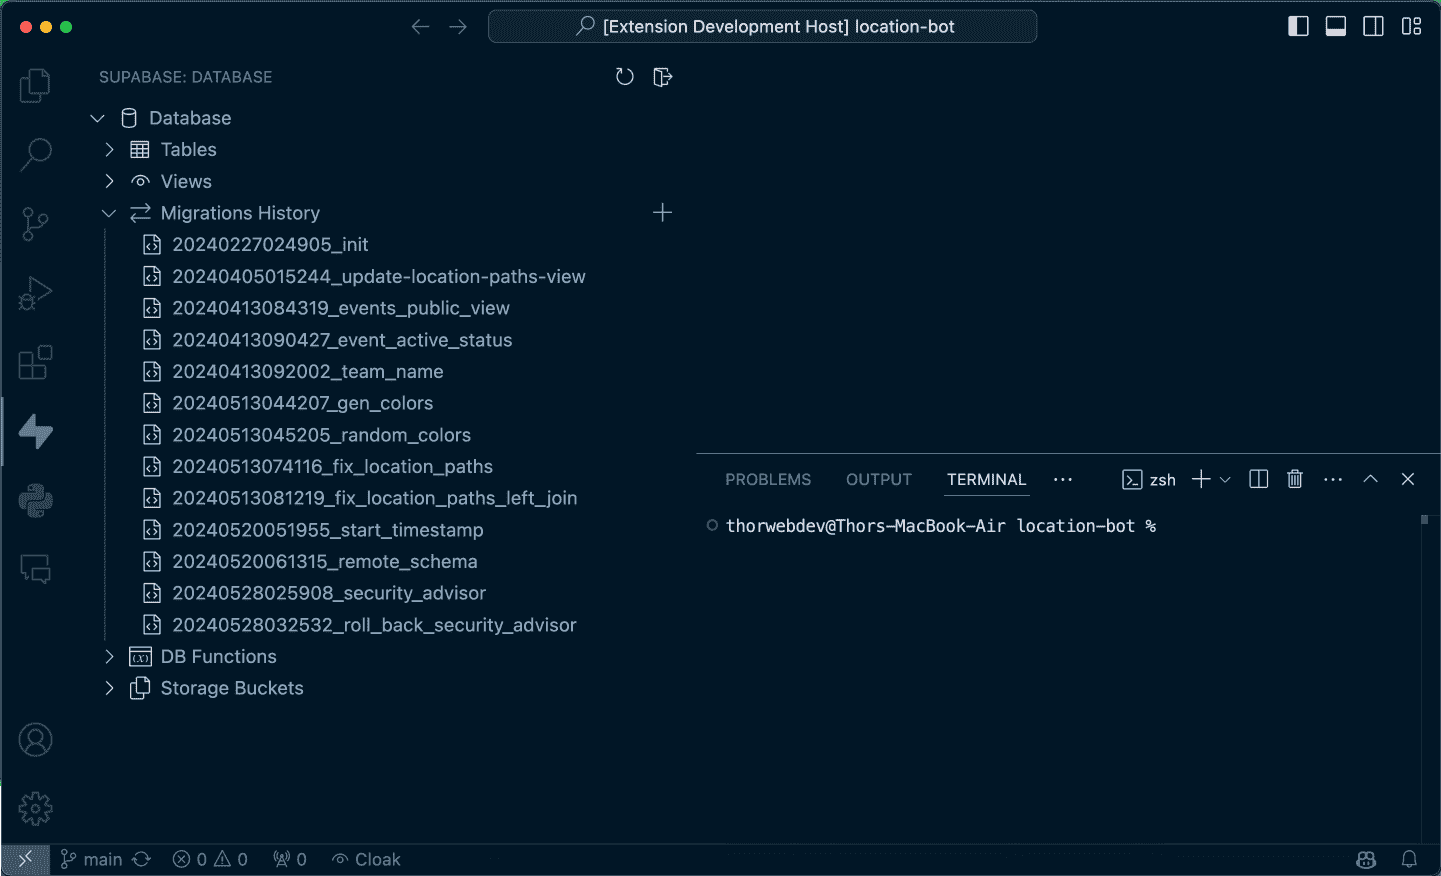 [Extension Development Host] location-bot
SUPABASE: DATABASE
Database
Tables
Views
Migrations History
20240227024905_init
20240405015244_update-location-paths-view
20240413084319_events_public_view
20240413090427_event_active_status
20240413092002_team_name
20240513044207_gen_colors
20240513045205_random_colors
20240513074116_fix_location_paths
20240513081219_fix_location_paths_left_join
20240520051955_start_timestamp
20240520061315_remote_schema
20240528025908_security_advisor
20240528032532_roll_back_security_advisor
DB Functions
Storage Buckets
PROBLEMS OUTPUT TERMINAL zsh
thorwebdev@Thors-MacBook-Air location-bot %
main 0 0 0 Cloak